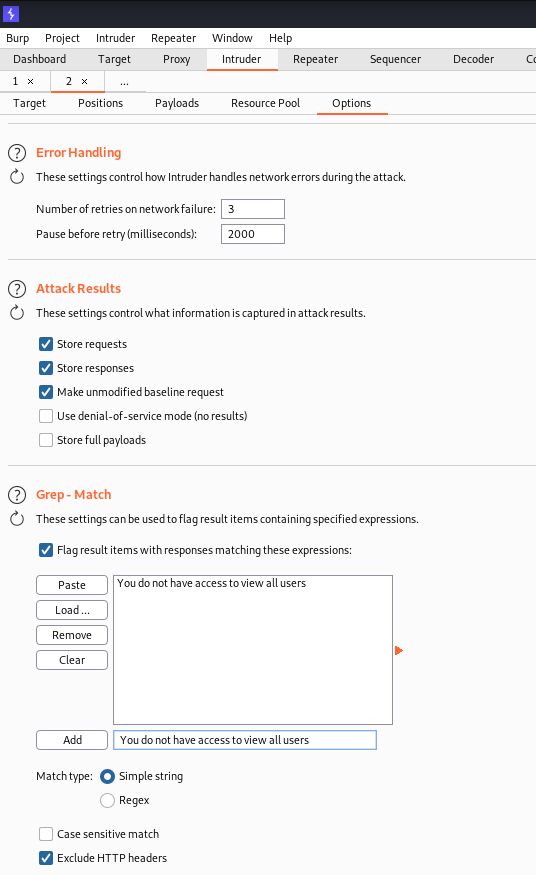 Burp Project Intruder Repeater Window Help
Dashboard Target Proxy Intruder Repeater Sequencer Decoder
1 × 2 × ...
Target Positions Payloads Resource Pool Options
? Error Handling
These settings control how Intruder handles network errors during the attack.
Number of retries on network failure: 3
Pause before retry (milliseconds): 2000
? Attack Results
These settings control what information is captured in attack results.
Store requests
Store responses
Make unmodified baseline request
Use denial-of-service mode (no results)
Store full payloads
? Grep - Match
These settings can be used to flag result items containing specified expressions.
Flag result items with responses matching these expressions:
Paste You do not have access to view all users
Load ...
Remove
Clear
Add You do not have access to view all users
Match type: Simple string
Regex
Case sensitive match
Exclude HTTP headers